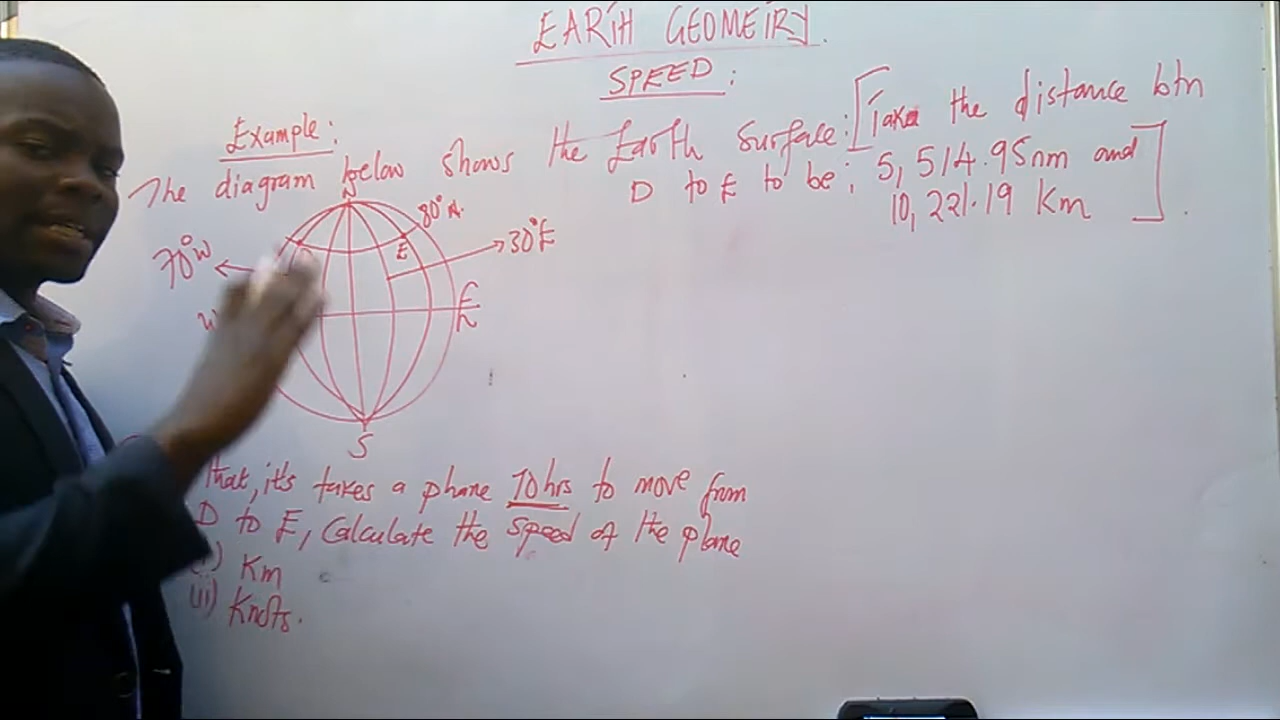 EARTH GEOMETRY.
SPEED:
Example:
The diagram below shows the Earth Surface: [Take the distance btn
D to E to be; 5,514.95nm and
10,221.19 Km].
N
80°N.
70°W
E
30°E
E
S
that, it's takes a phane 10hrs to move from
D to E, Calculate the speed of the plane
Km
(ii) Knots.